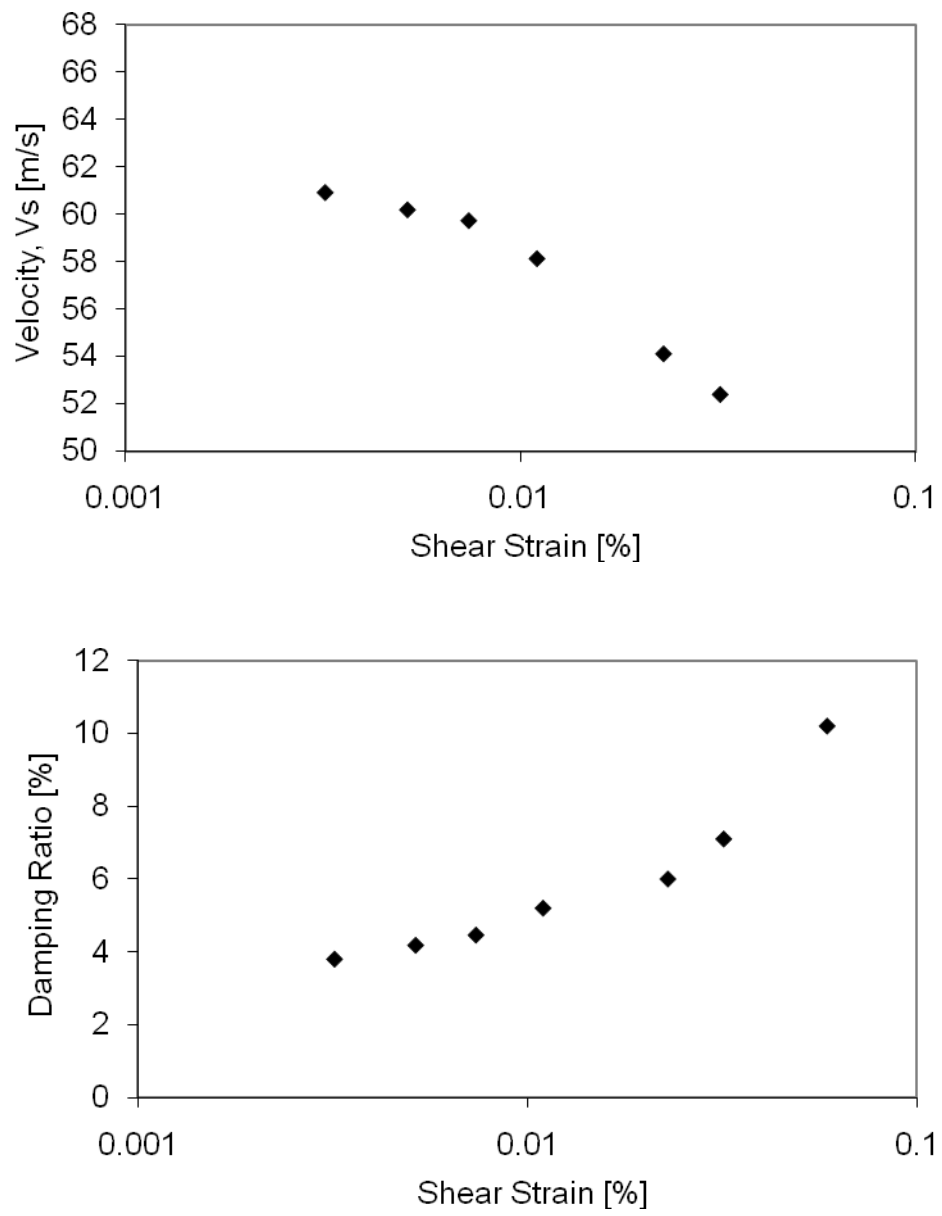 68
66
64
62
60
58
56
54
52
50
Velocity, Vs [m/s]
0.001 0.01 0.1
Shear Strain [%]
12
10
8
6
4
2
0
Damping Ratio [%]
0.001 0.01 0.1
Shear Strain [%]